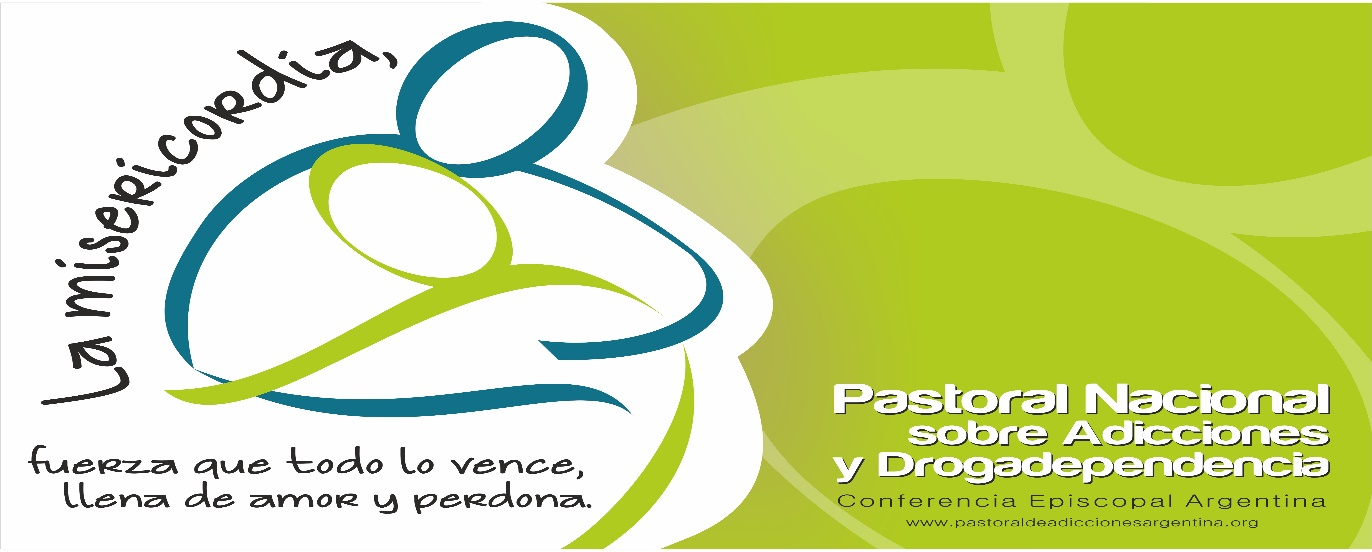 La misericordia,
fuerza que todo lo vence,
llena de amor y perdona.
Pastoral Nacional
sobre Adicciones
y Drogadependencia
Conferencia Episcopal Argentina
www.pastoraldeadiccionesargentina.org